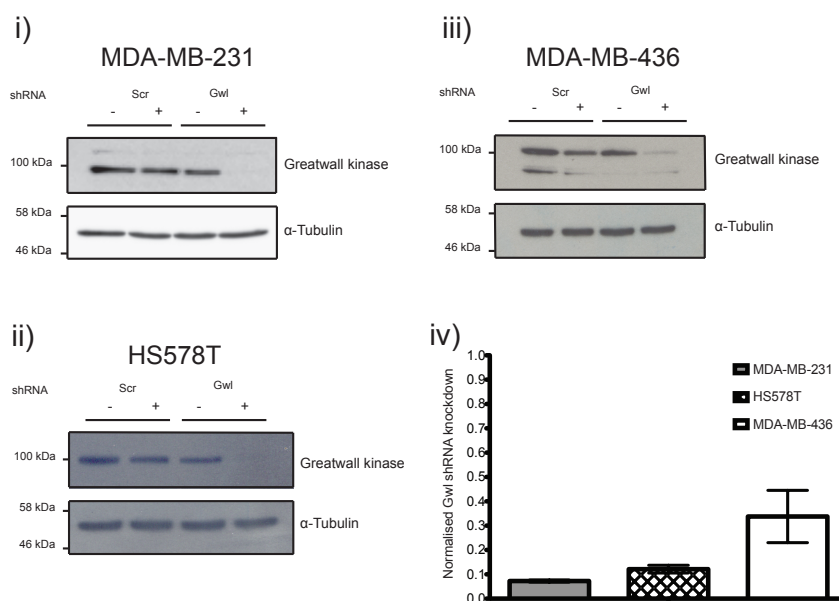 i)
MDA-MB-231
shRNA
Scr
Gwl
- + - +
100 kDa
Greatwall kinase
58 kDa
α-Tubulin
46 kDa
ii)
HS578T
shRNA
Scr
Gwl
- + - +
100 kDa
Greatwall kinase
58 kDa
α-Tubulin
46 kDa
iii)
MDA-MB-436
shRNA
Scr
Gwl
- + - +
100 kDa
Greatwall kinase
58 kDa
α-Tubulin
46 kDa
iv)
Normalised Gwl shRNA knockdown
1.0
0.9
0.8
0.7
0.6
0.5
0.4
0.3
0.2
0.1
0.0
MDA-MB-231
HS578T
MDA-MB-436